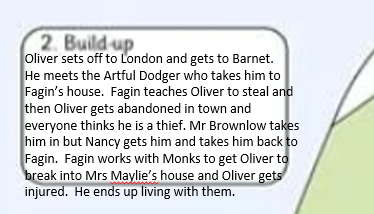 2. Build-up
Oliver sets off to London and gets to Barnet.
He meets the Artful Dodger who takes him to
Fagin’s house.  Fagin teaches Oliver to steal and
then Oliver gets abandoned in town and
everyone thinks he is a thief. Mr Brownlow takes
him in but Nancy gets him and takes him back to
Fagin.  Fagin works with Monks to get Oliver to
break into Mrs Maylie’s house and Oliver gets
injured.  He ends up living with them.